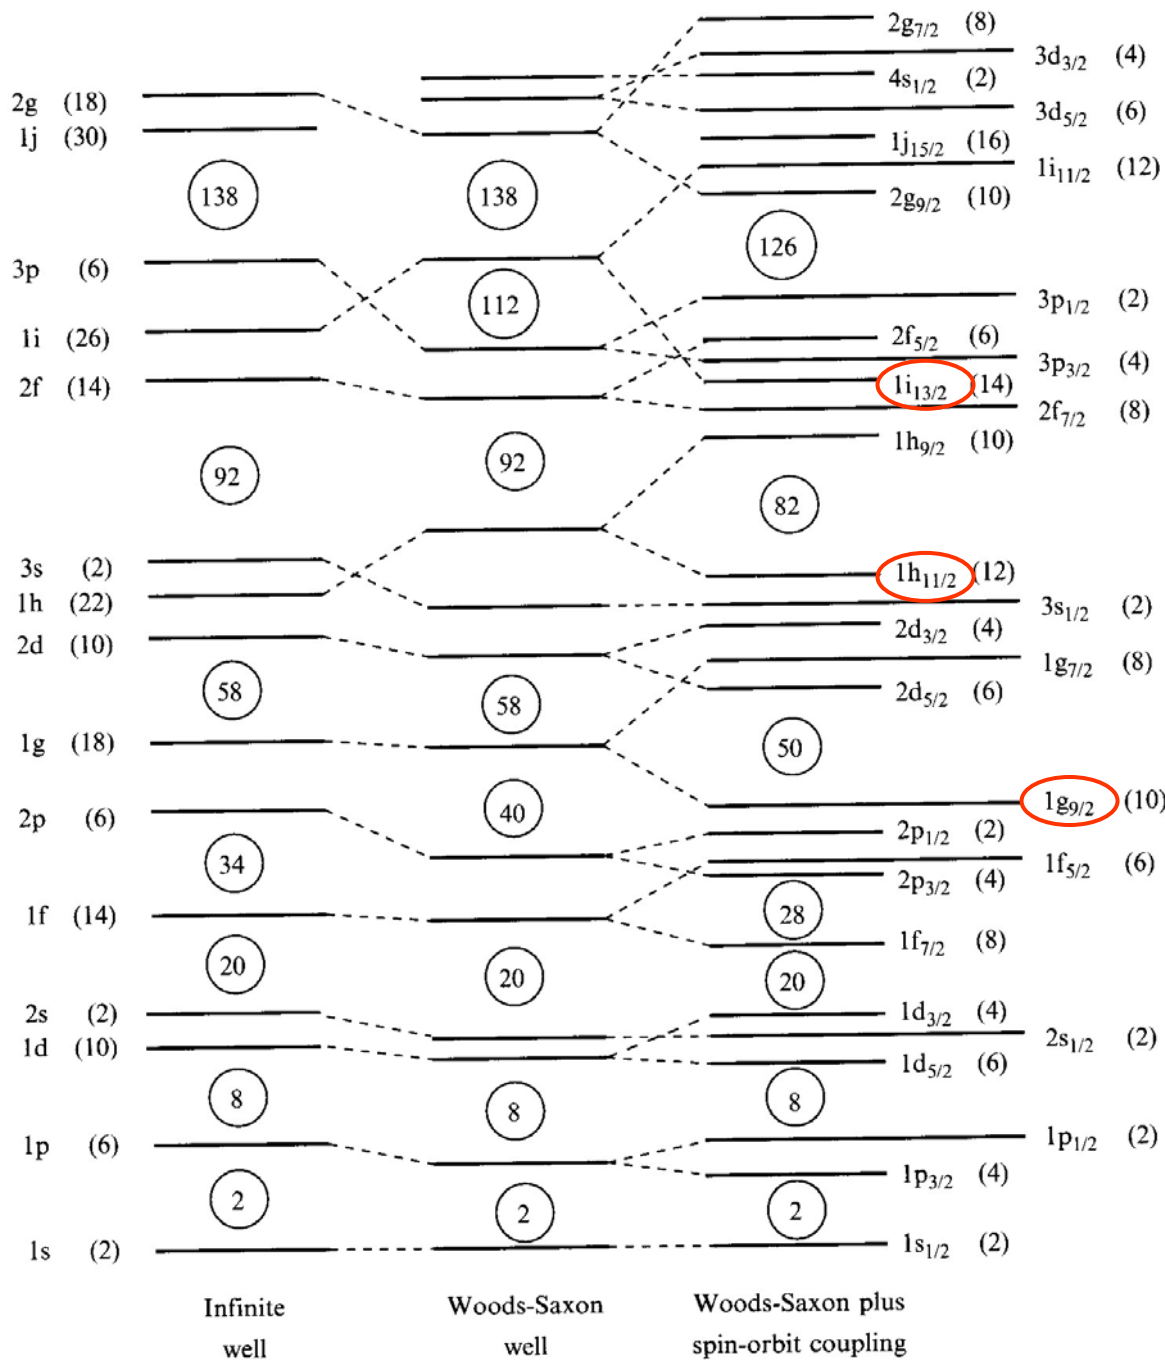 2g7/2 (8)
3d3/2 (4)
4s1/2 (2)
2g (18)
3d5/2 (6)
1j (30)
1j15/2 (16)
1i11/2 (12)
138
138
2g9/2 (10)
126
3p (6)
112
3p1/2 (2)
1i (26)
2f5/2 (6)
3p3/2 (4)
2f (14)
1i13/2 (14)
2f7/2 (8)
1h9/2 (10)
92
92
82
3s (2)
1h11/2 (12)
1h (22)
3s1/2 (2)
2d (10)
2d3/2 (4)
1g7/2 (8)
58
58
2d5/2 (6)
1g (18)
50
1g9/2 (10)
2p (6)
40
2p1/2 (2)
34
1f5/2 (6)
2p3/2 (4)
1f (14)
28
1f7/2 (8)
20
20
20
2s (2)
1d3/2 (4)
2s1/2 (2)
1d (10)
1d5/2 (6)
8
8
8
1p (6)
1p1/2 (2)
1p3/2 (4)
2
2
2
1s (2)
1s1/2 (2)
Infinite
well
Woods-Saxon
well
Woods-Saxon plus
spin-orbit coupling